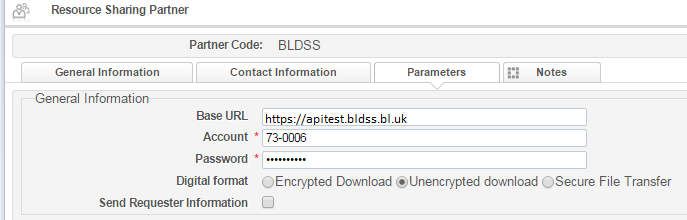 Resource Sharing Partner
Partner Code: BLDSS
General Information Contact Information Parameters Notes
General Information
Base URL https://apitest.bldss.bl.uk
Account * 73-0006
Password * ••••••••••
Digital format Encrypted Download Unencrypted download Secure File Transfer
Send Requester Information